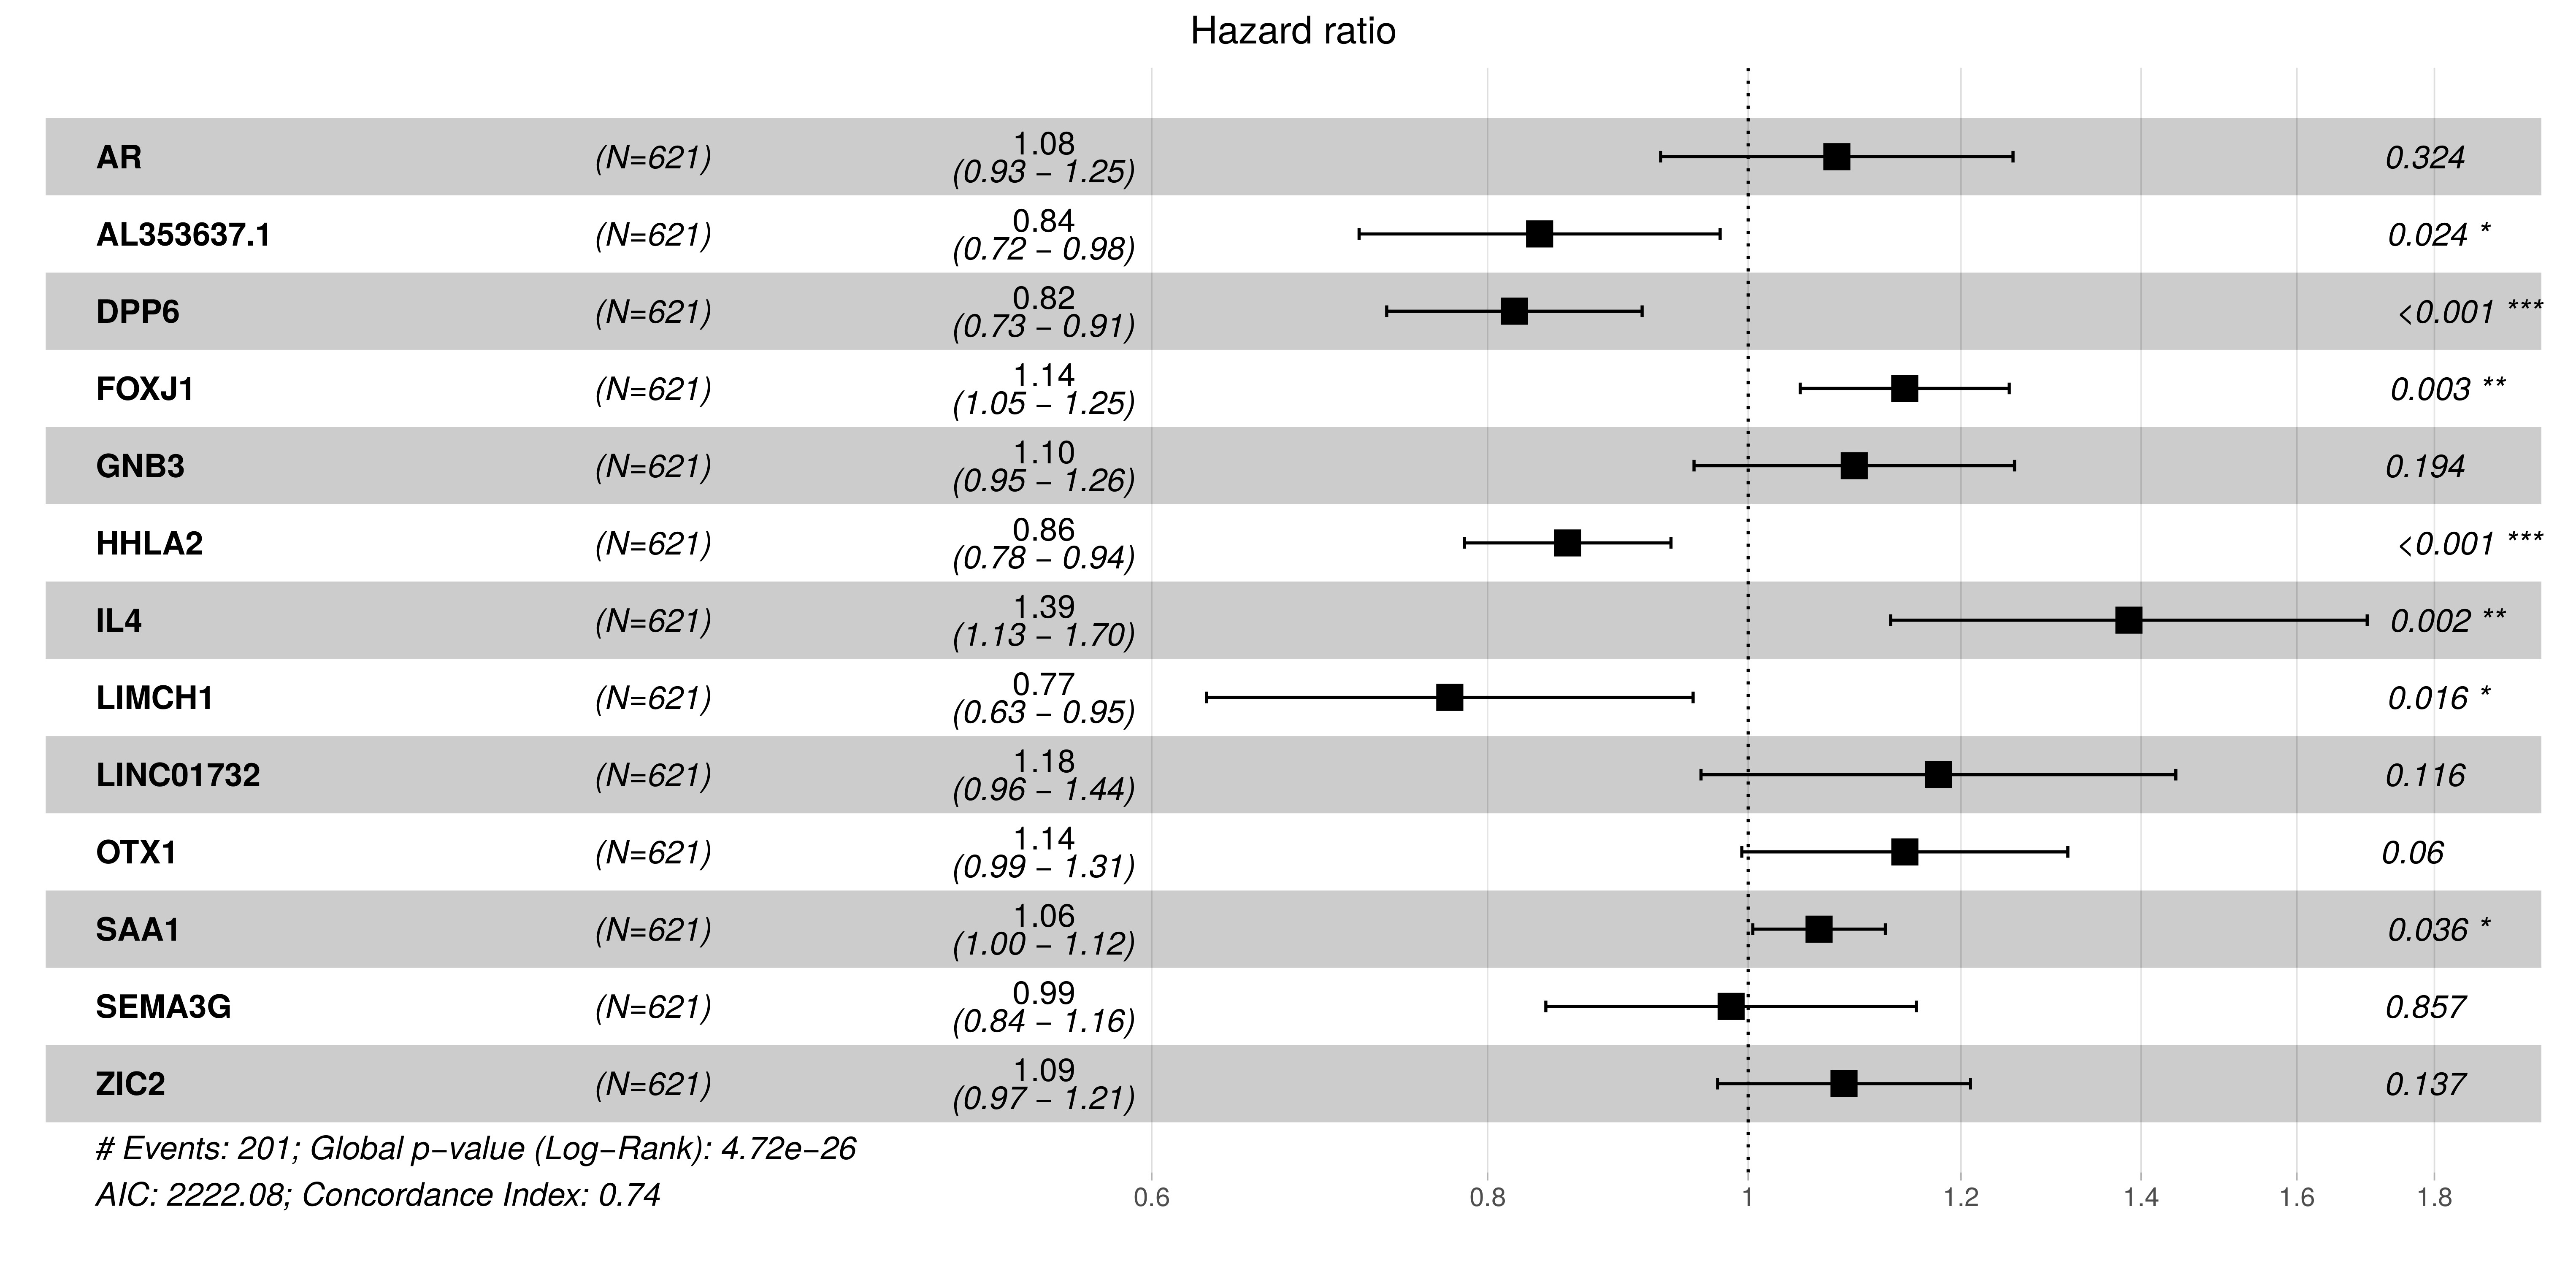 Hazard ratio
AR (N=621) 1.08 0.324
(0.93 – 1.25)
AL353637.1 (N=621) 0.84 0.024 *
(0.72 – 0.98)
DPP6 (N=621) 0.82 <0.001 ***
(0.73 – 0.91)
FOXJ1 (N=621) 1.14 0.003 **
(1.05 – 1.25)
GNB3 (N=621) 1.10 0.194
(0.95 – 1.26)
HHLA2 (N=621) 0.86 <0.001 ***
(0.78 – 0.94)
IL4 (N=621) 1.39 0.002 **
(1.13 – 1.70)
LIMCH1 (N=621) 0.77 0.016 *
(0.63 – 0.95)
LINC01732 (N=621) 1.18 0.116
(0.96 – 1.44)
OTX1 (N=621) 1.14 0.06
(0.99 – 1.31)
SAA1 (N=621) 1.06 0.036 *
(1.00 – 1.12)
SEMA3G (N=621) 0.99 0.857
(0.84 – 1.16)
ZIC2 (N=621) 1.09 0.137
(0.97 – 1.21)
# Events: 201; Global p−value (Log−Rank): 4.72e−26
AIC: 2222.08; Concordance Index: 0.74
0.6 0.8 1 1.2 1.4 1.6 1.8